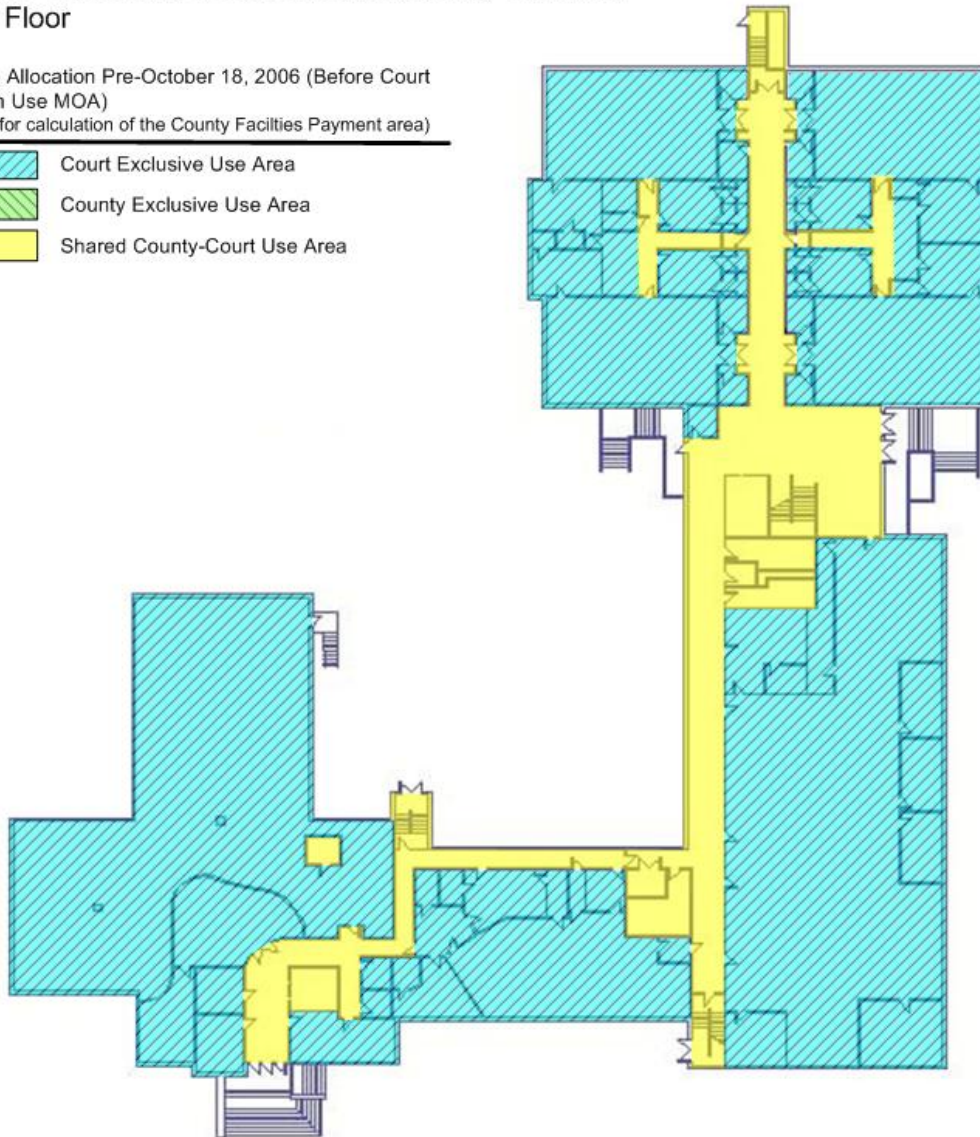 Floor
Allocation Pre-October 18, 2006 (Before Court
Use MOA)
for calculation of the County Facilties Payment area)
Court Exclusive Use Area
County Exclusive Use Area
Shared County-Court Use Area